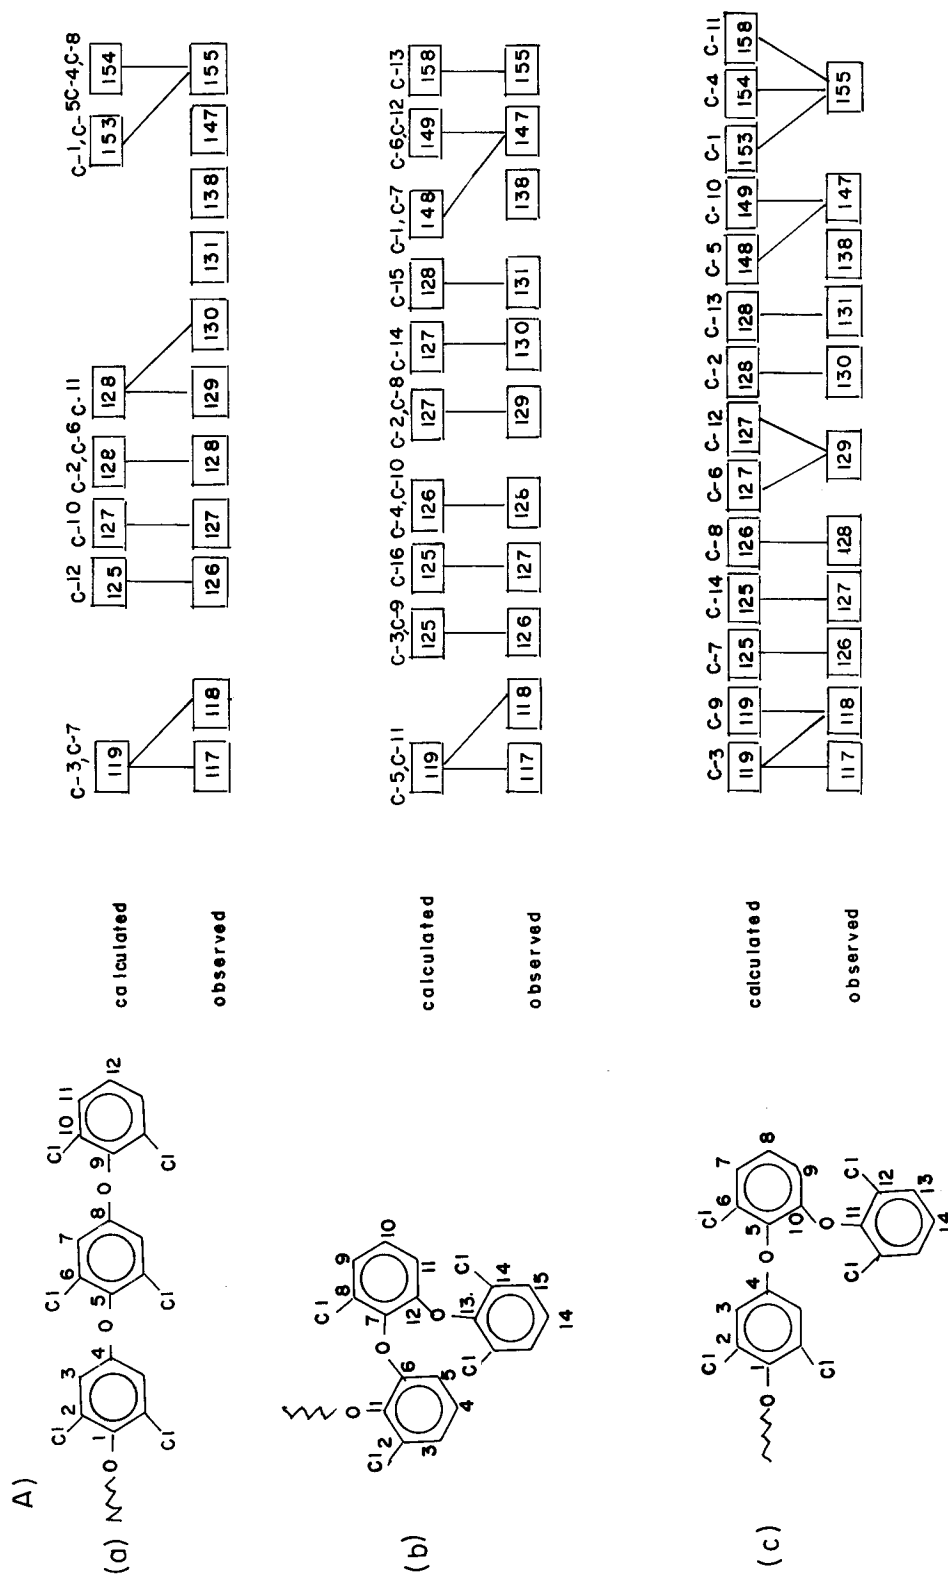 A)
(a)
O 1 2 3 4 Cl Cl O 5 6 7 8 Cl Cl O 9 10 11 12 Cl Cl
calculated
C-3,C-7 C-12 C-10 C-2,C-6 C-11 C-1,C-5 C-4,C-8
119 125 127 128 128 153 154
observed
117 118 126 127 128 129 130 131 138 147 155
(b)
O 11 Cl 2 3 4 5 6 O 7 Cl 8 9 10 11 12 O 13 Cl 14 15 14 Cl
calculated
C-5,C-11 C-3,C-9 C-16 C-4,C-10 C-2,C-8 C-14 C-15 C-1,C-7 C-6,C-12 C-13
119 125 125 126 127 127 128 148 149 158
observed
117 118 126 127 128 129 130 131 138 147 155
(c)
O 1 2 3 4 Cl Cl O 5 6 7 8 9 10 Cl O 11 12 13 14 Cl Cl
calculated
C-3 C-9 C-7 C-14 C-8 C-6 C-12 C-2 C-13 C-5 C-10 C-1 C-4 C-11
119 119 125 125 126 127 127 128 128 148 149 153 154 158
observed
117 118 126 127 128 129 130 131 138 147 155